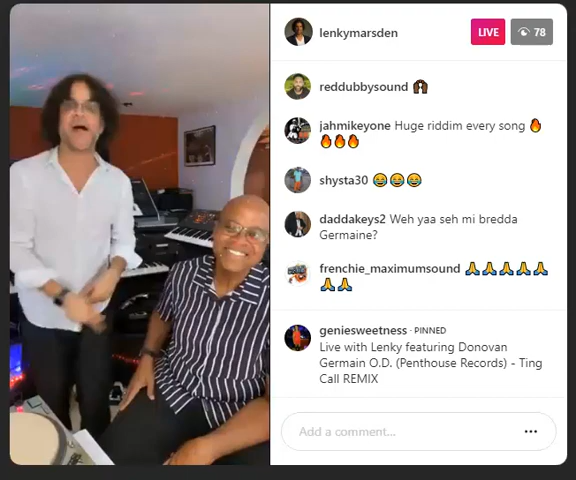 lenkymarsden
LIVE
78
reddubbysound
jahmikeyone Huge riddim every song 🔥
🔥🔥🔥
shysta30 😂😂😂
daddakeys2 Weh yaa seh mi bredda
Germaine?
frenchie_maximumsound 🙏🙏🙏🙏🙏
🙏🙏
geniesweetness · PINNED
Live with Lenky featuring Donovan
Germain O.D. (Penthouse Records) - Ting
Call REMIX
Add a comment...